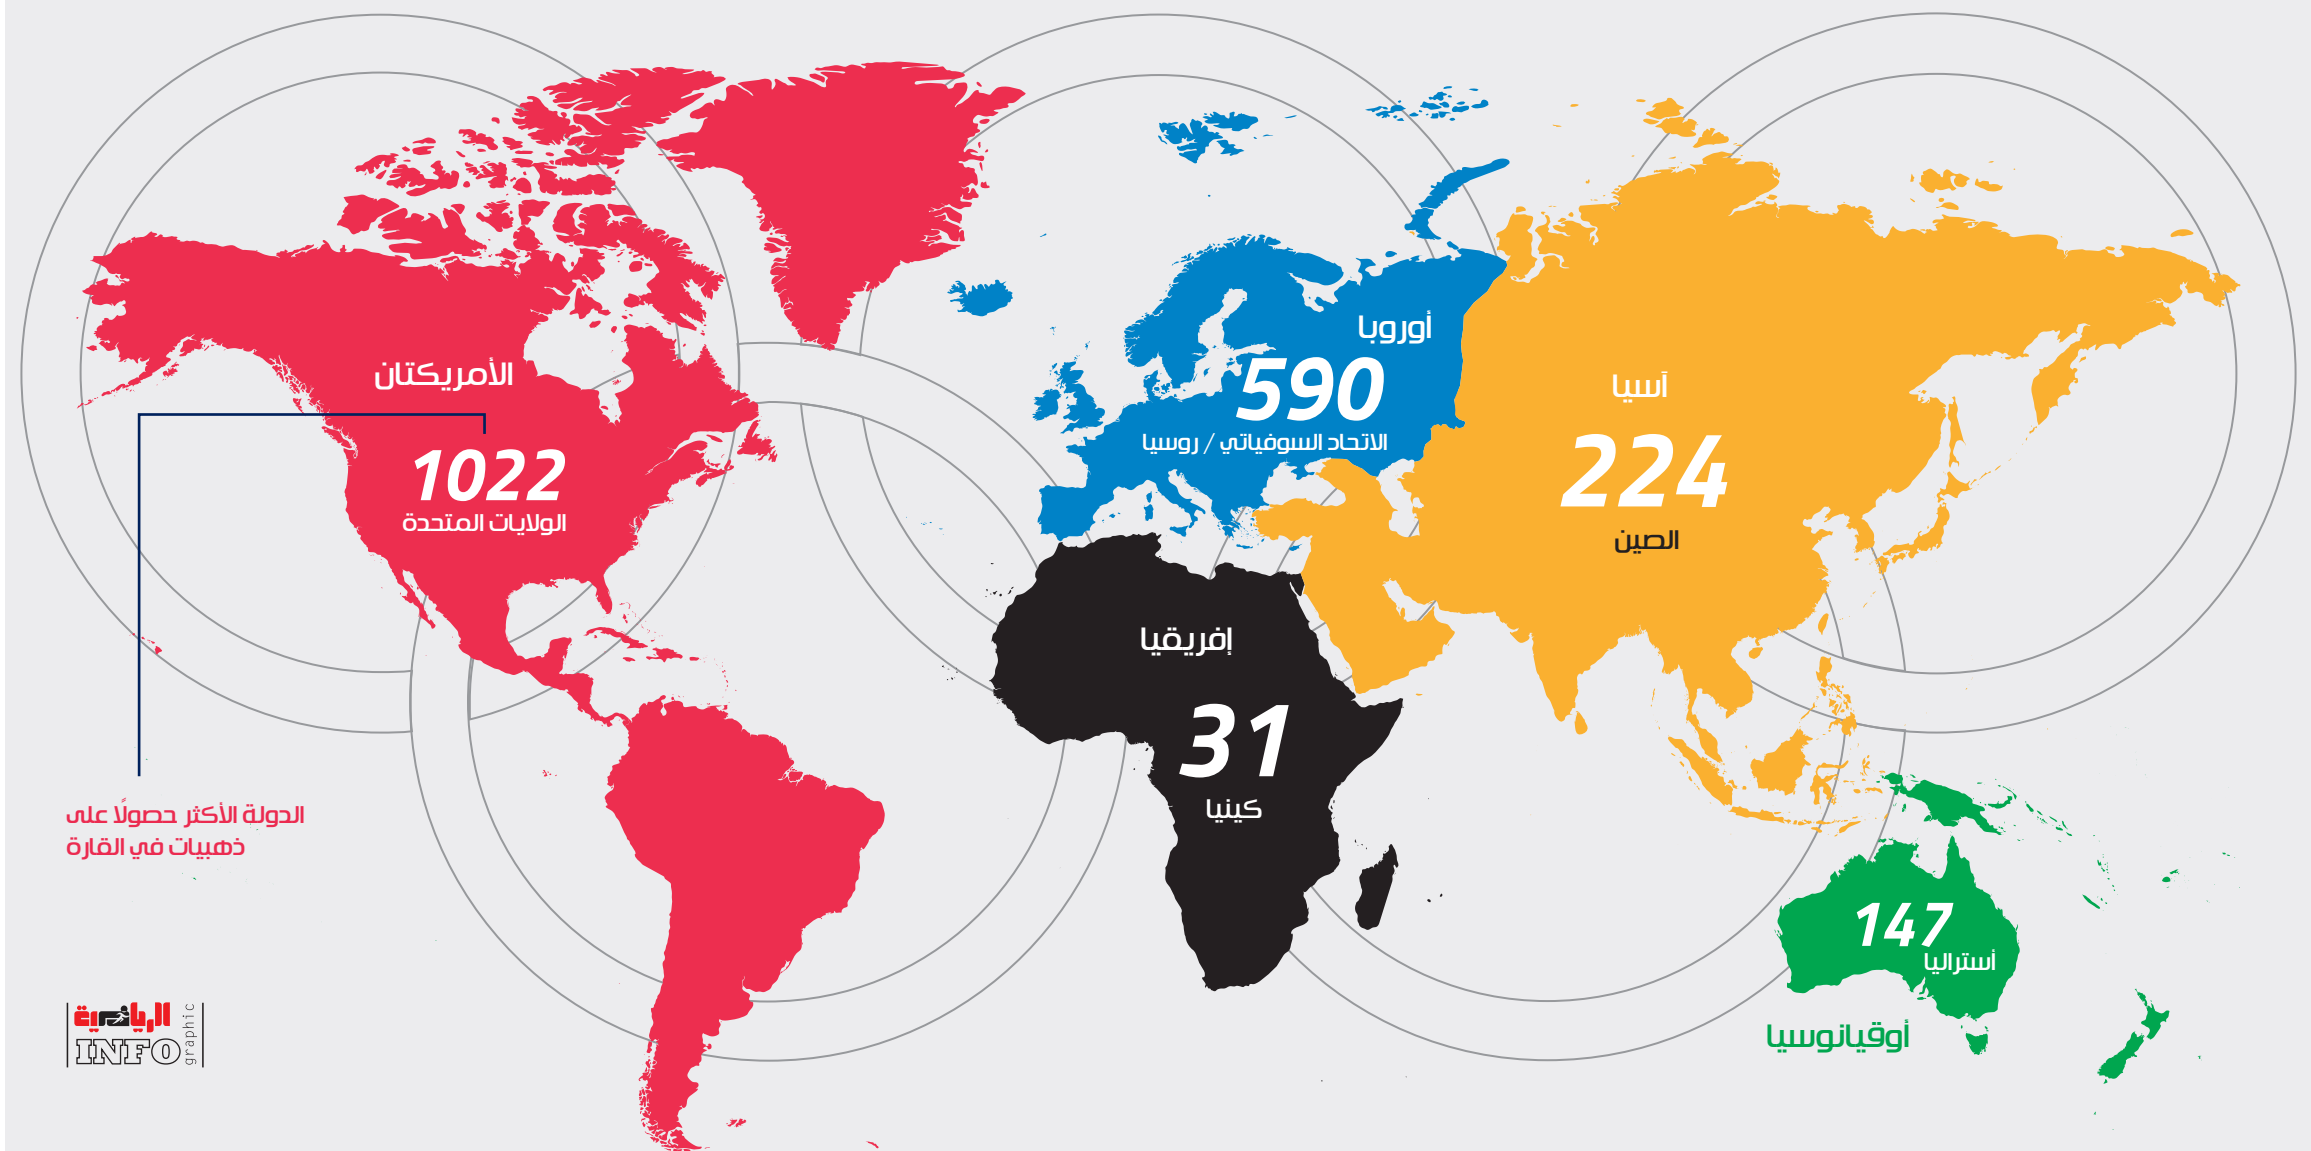 الأمريكتان
1022
الولايات المتحدة
أوروبا
590
الاتحاد السوفياتي / روسيا
آسيا
224
الصين
إفريقيا
31
كينيا
147
أستراليا
أوقيانوسيا
الدولة الأكثر حصولًا على
ذهبيات في القارة
الرياضية
INFO
graphic